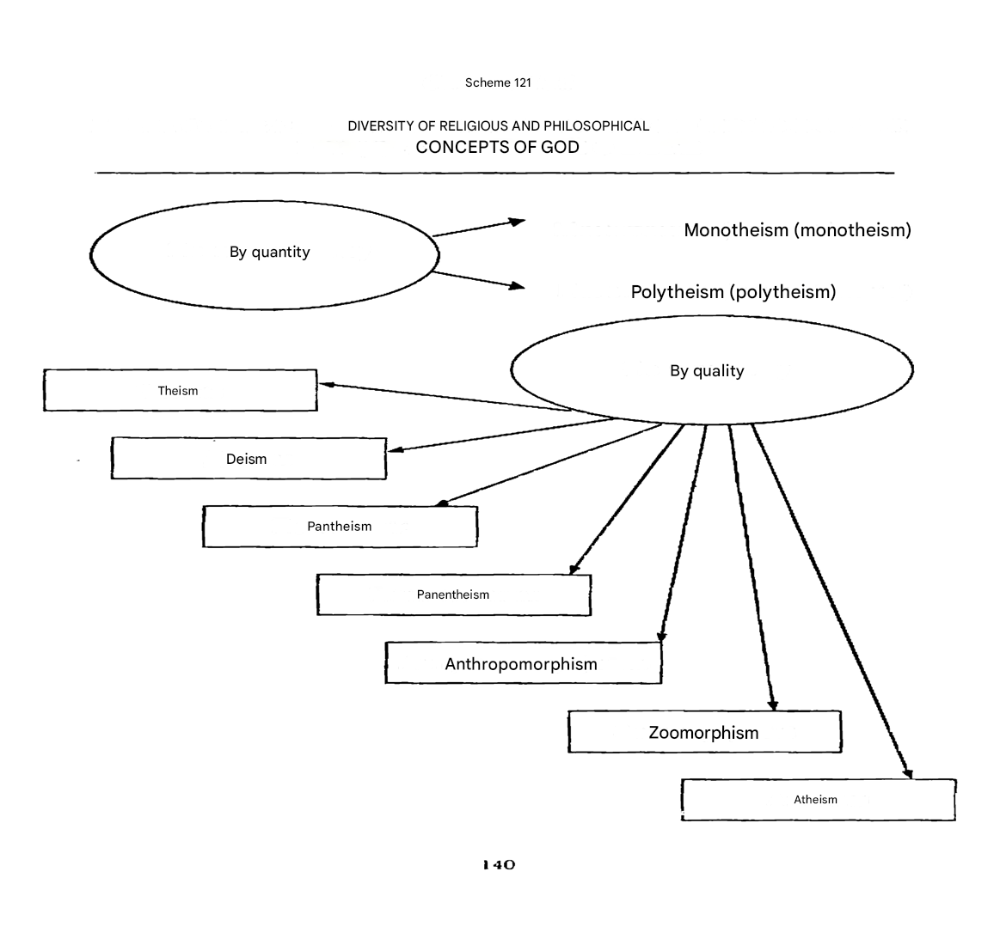 Scheme 121
DIVERSITY OF RELIGIOUS AND PHILOSOPHICAL
CONCEPTS OF GOD
By quantity
Monotheism (monotheism)
Polytheism (polytheism)
By quality
Theism
Deism
Pantheism
Panentheism
Anthropomorphism
Zoomorphism
Atheism
140